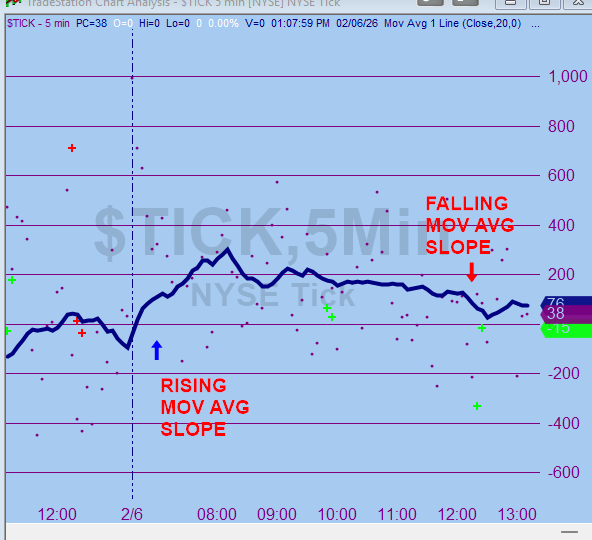 TradeStation Chart Analysis - $TICK 5 min [NYSE] NYSE Tick
$TICK - 5 min PC=38 O=0 Hi=0 Lo=0 0 0.00% V=0 01:07:59 PM 02/06/26 Mov Avg 1 Line (Close,20,0) ...
1,000
800
600
FALLING
MOV AVG
SLOPE
400
$TICK,5Min
200
NYSE Tick
76
38
-15
RISING
MOV AVG
SLOPE
-200
-400
-600
12:00 2/6 08:00 09:00 10:00 11:00 12:00 13:00